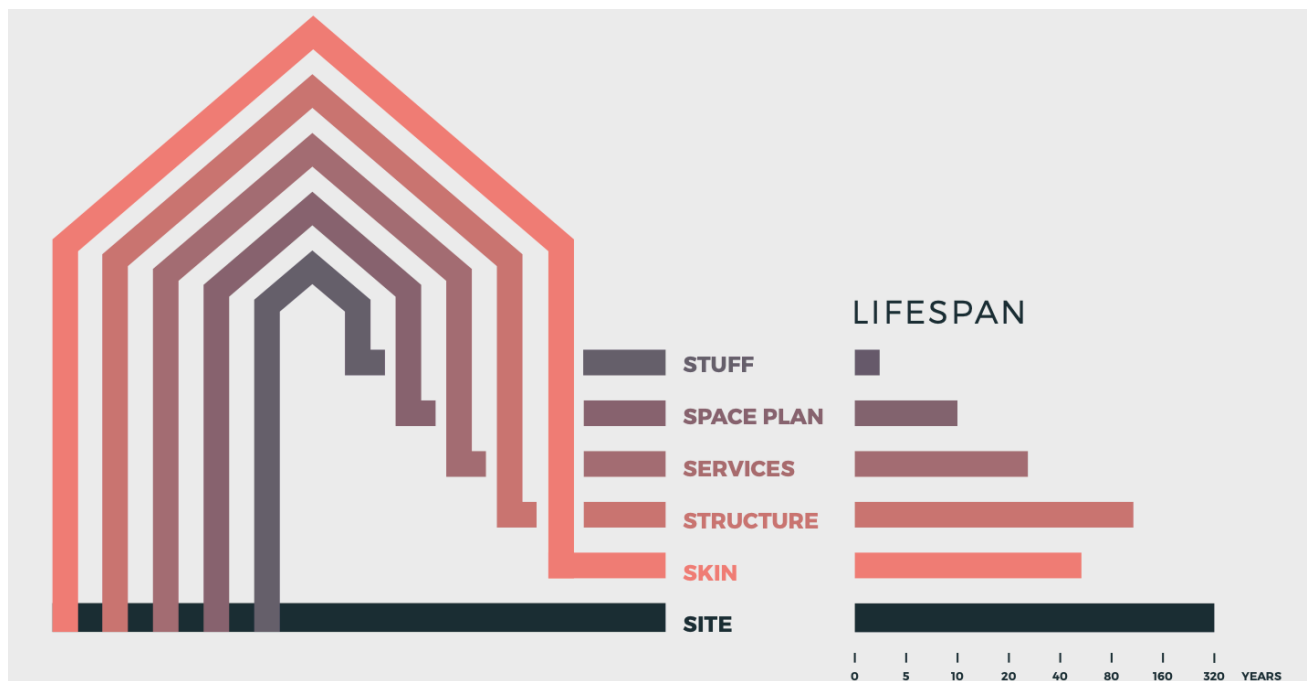 LIFESPAN
STUFF
SPACE PLAN
SERVICES
STRUCTURE
SKIN
SITE
0 5 10 20 40 80 160 320 YEARS